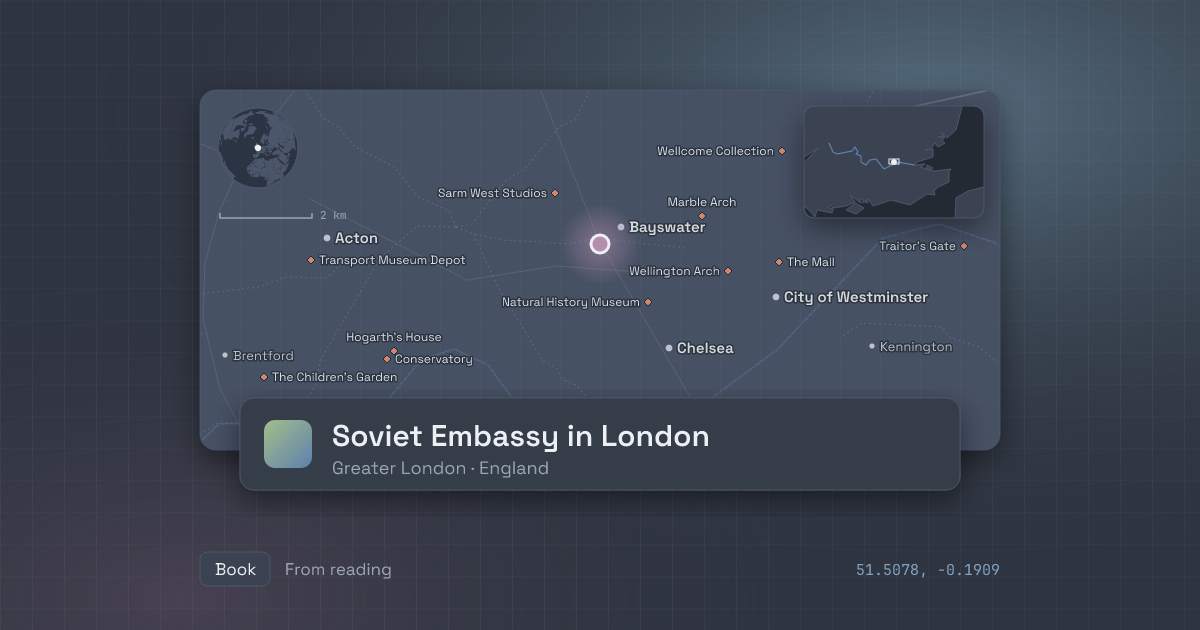 Wellcome Collection
Sarm West Studios
Marble Arch
2 km
Bayswater
Acton
Traitor's Gate
Transport Museum Depot
The Mall
Wellington Arch
City of Westminster
Natural History Museum
Hogarth's House
Chelsea
Kennington
Brentford
Conservatory
The Children's Garden
Soviet Embassy in London
Greater London · England
Book
From reading
51.5078, -0.1909